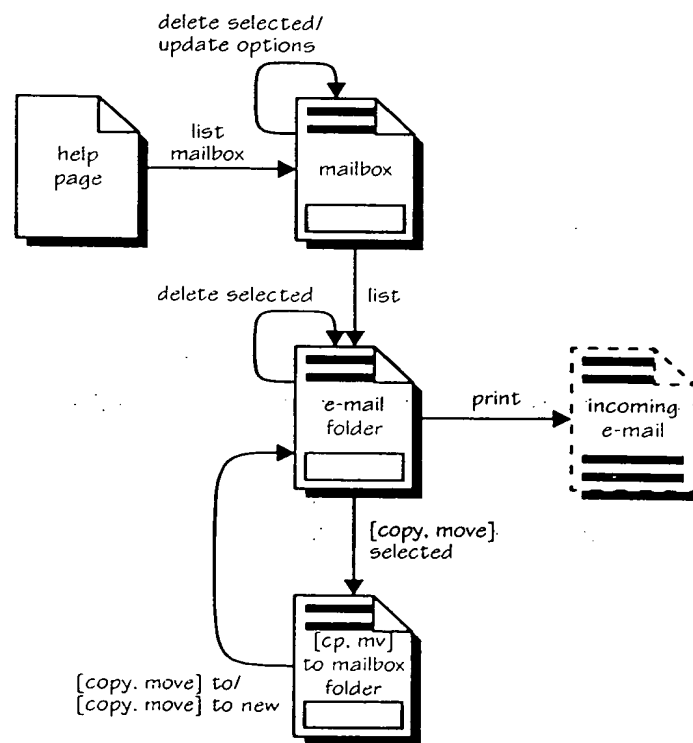 delete selected/
update options
list
mailbox
help
page
mailbox
delete selected
list
e-mail
folder
print
incoming
e-mail
[copy, move]
selected
[cp, mv]
to mailbox
folder
[copy, move] to/
[copy, move] to new